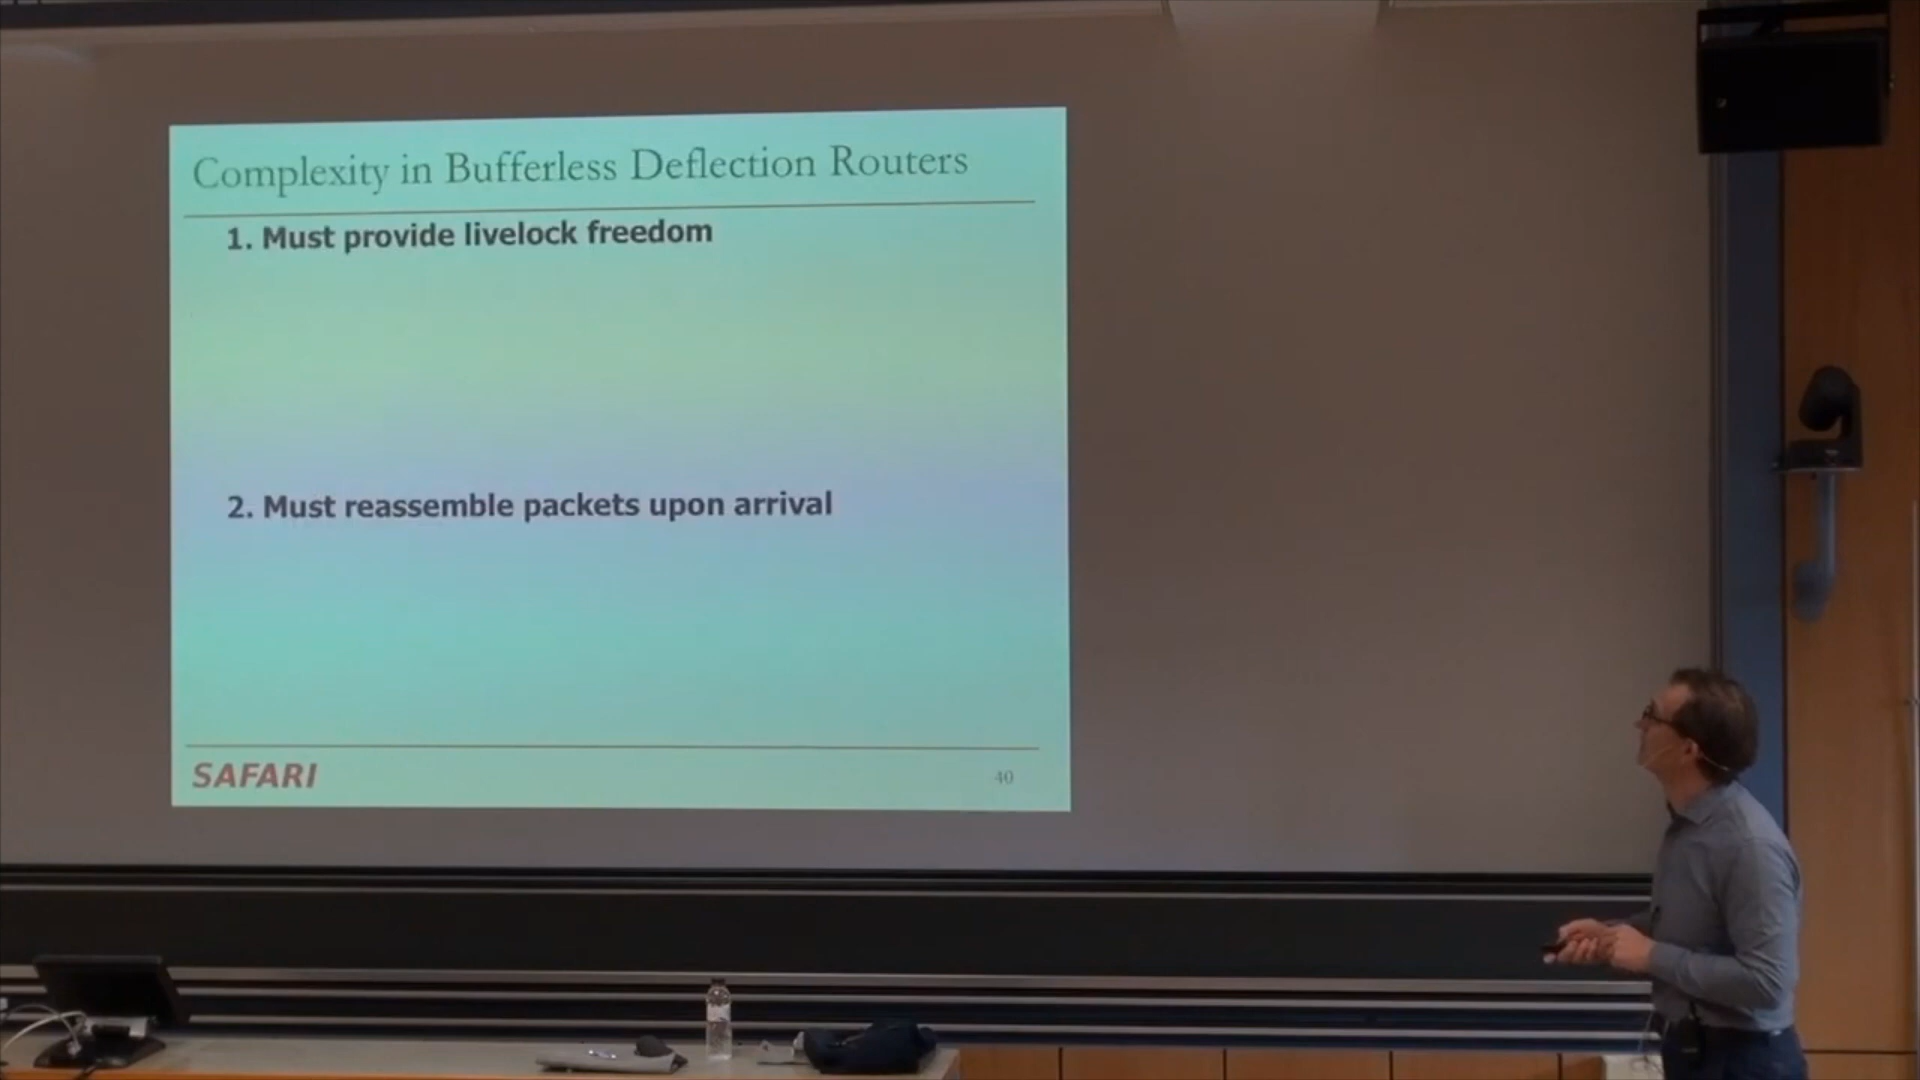 Complexity in Bufferless Deflection Routers
1. Must provide livelock freedom
2. Must reassemble packets upon arrival
SAFARI
40